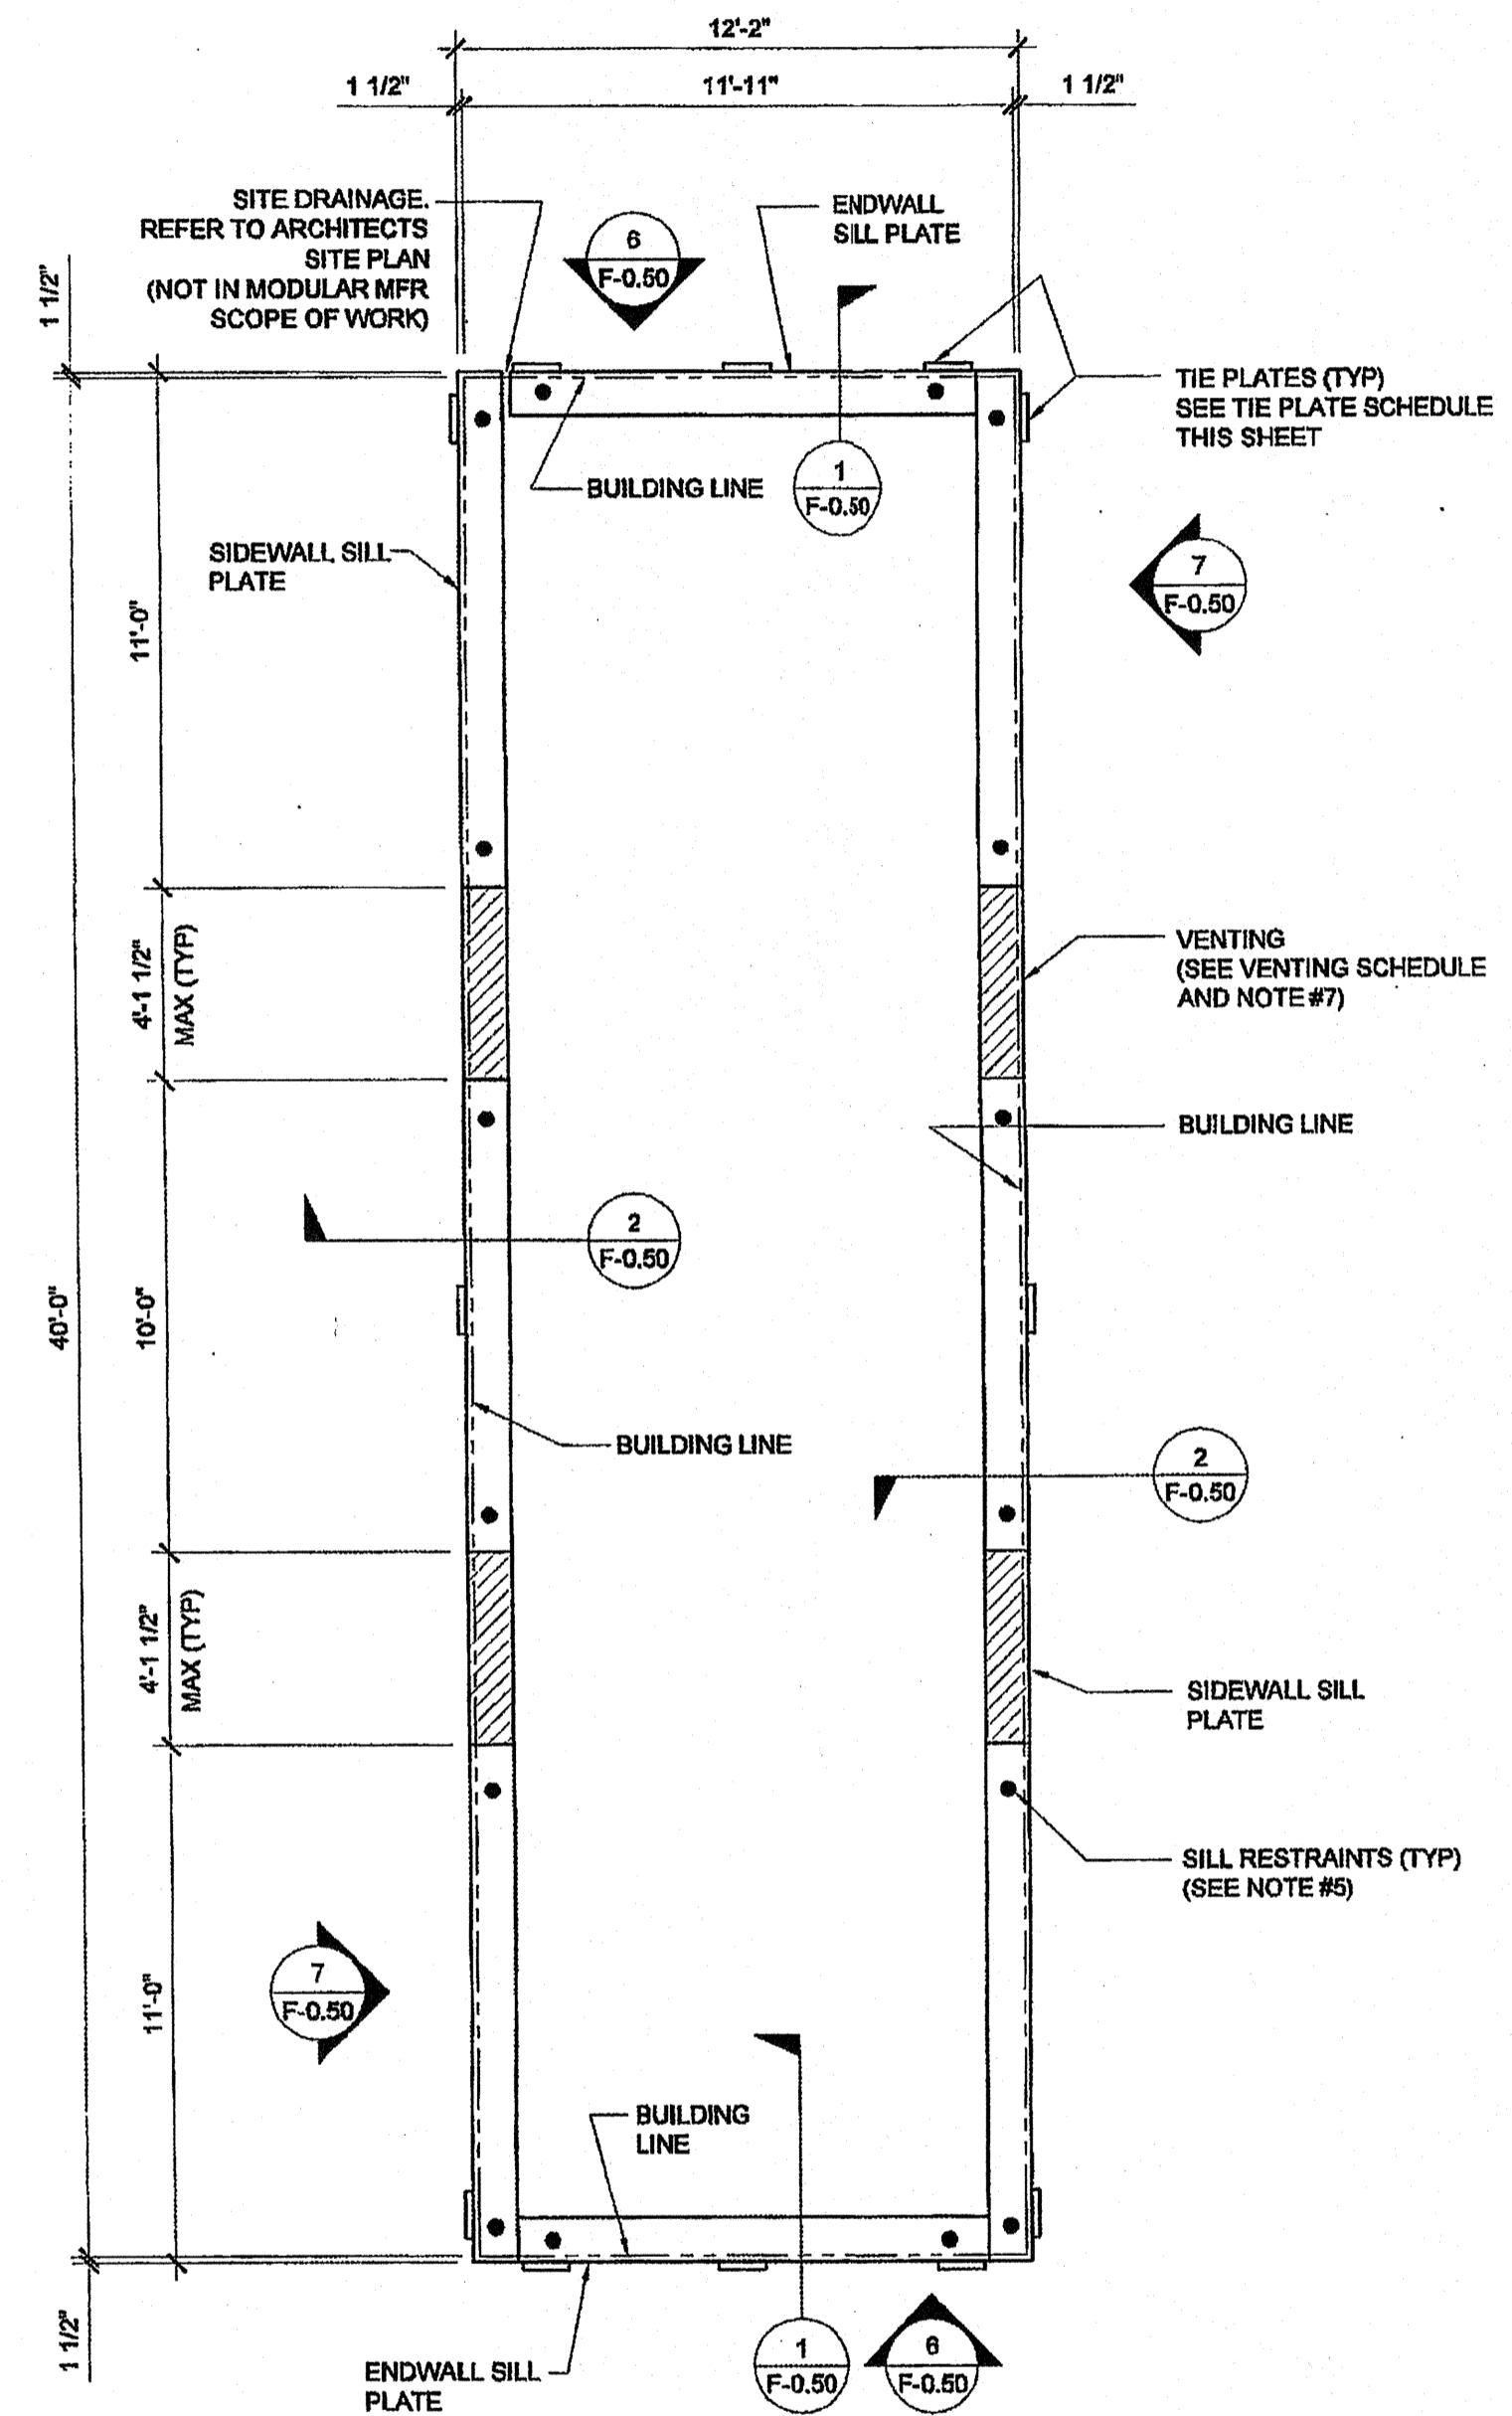 12'-2"
1 1/2"
11'-11"
1 1/2"
SITE DRAINAGE.
REFER TO ARCHITECTS
SITE PLAN
(NOT IN MODULAR MFR
SCOPE OF WORK)
6
F-0.50
ENDWALL
SILL PLATE
1 1/2"
TIE PLATES (TYP)
SEE TIE PLATE SCHEDULE
THIS SHEET
BUILDING LINE
1
F-0.50
SIDEWALL SILL
PLATE
7
F-0.50
11'-0"
VENTING
(SEE VENTING SCHEDULE
AND NOTE #7)
4'-1 1/2"
MAX (TYP)
BUILDING LINE
2
F-0.50
40'-0"
10'-0"
BUILDING LINE
2
F-0.50
4'-1 1/2"
MAX (TYP)
SIDEWALL SILL
PLATE
SILL RESTRAINTS (TYP)
(SEE NOTE #5)
7
F-0.50
11'-0"
BUILDING
LINE
1 1/2"
ENDWALL SILL
PLATE
1
F-0.50
6
F-0.50